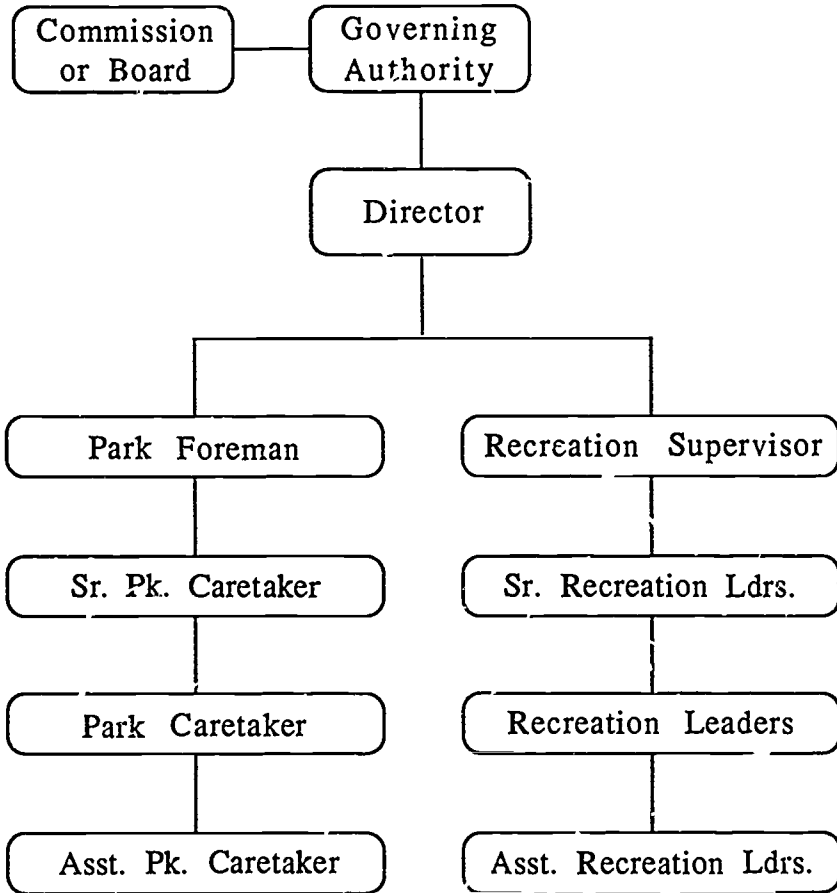 Commission
or Board
Governing
Authority
Director
Park Foreman
Recreation Supervisor
Sr. Pk. Caretaker
Sr. Recreation Ldrs.
Park Caretaker
Recreation Leaders
Asst. Pk. Caretaker
Asst. Recreation Ldrs.